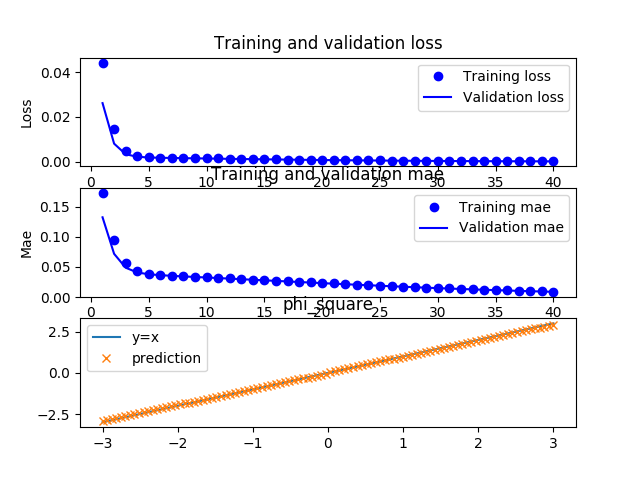 Training and validation loss
0.04
0.02
0.00
Loss
Training loss
Validation loss
0 5 10 15 20 25 30 35 40
Training and validation mae
0.15
0.10
0.05
0.00
Mae
Training mae
Validation mae
0 5 10 15 20 25 30 35 40
phi_square
2.5
0.0
−2.5
y=x
prediction
−3 −2 −1 0 1 2 3